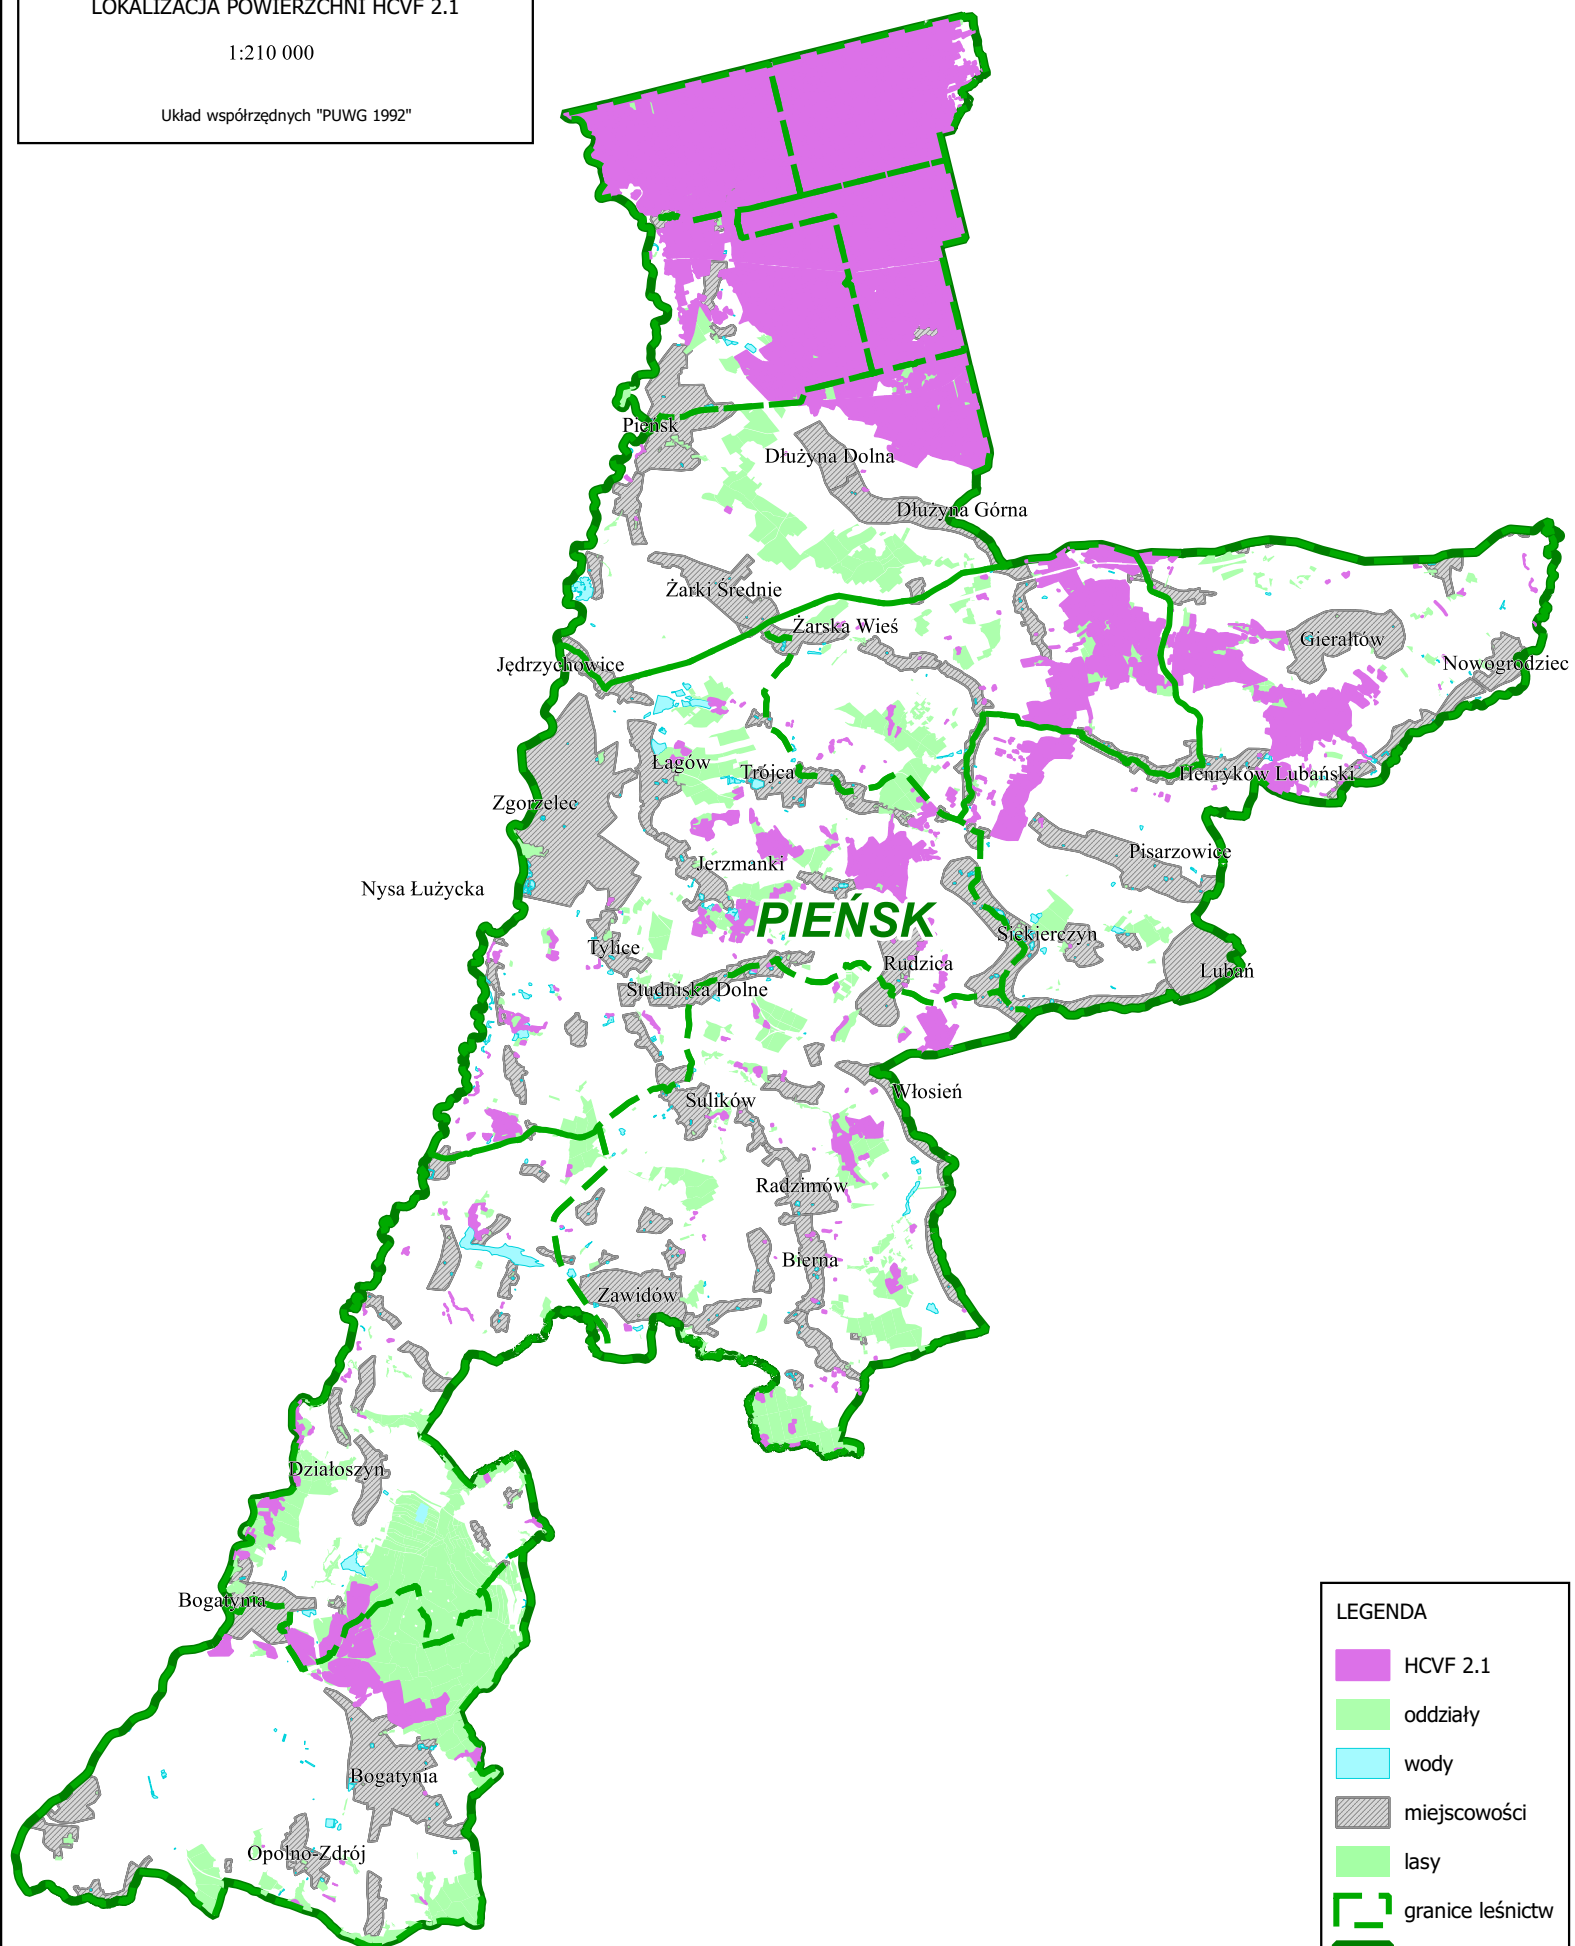 LOKALIZACJA POWIERZCHNI HCVF 2.1
1:210 000
Układ współrzędnych "PUWG 1992"
Pieńsk
Dłużyna Dolna
Dłużyna Górna
Żarki Średnie
Żarska Wieś
Gierałtów
Jędrzychowice
Nowogrodziec
Łagów
Trójca
Henryków Lubański
Zgorzelec
Pisarzowice
Jerzmanki
Nysa Łużycka
PIEŃSK
Siekierczyn
Tylice
Rudzica
Lubań
Studniska Dolne
Włosień
Sulików
Radzimów
Bierna
Zawidów
Działoszyn
Bogatynia
Bogatynia
Opolno-Zdrój
LEGENDA
HCVF 2.1
oddziały
wody
miejscowości
lasy
granice leśnictw